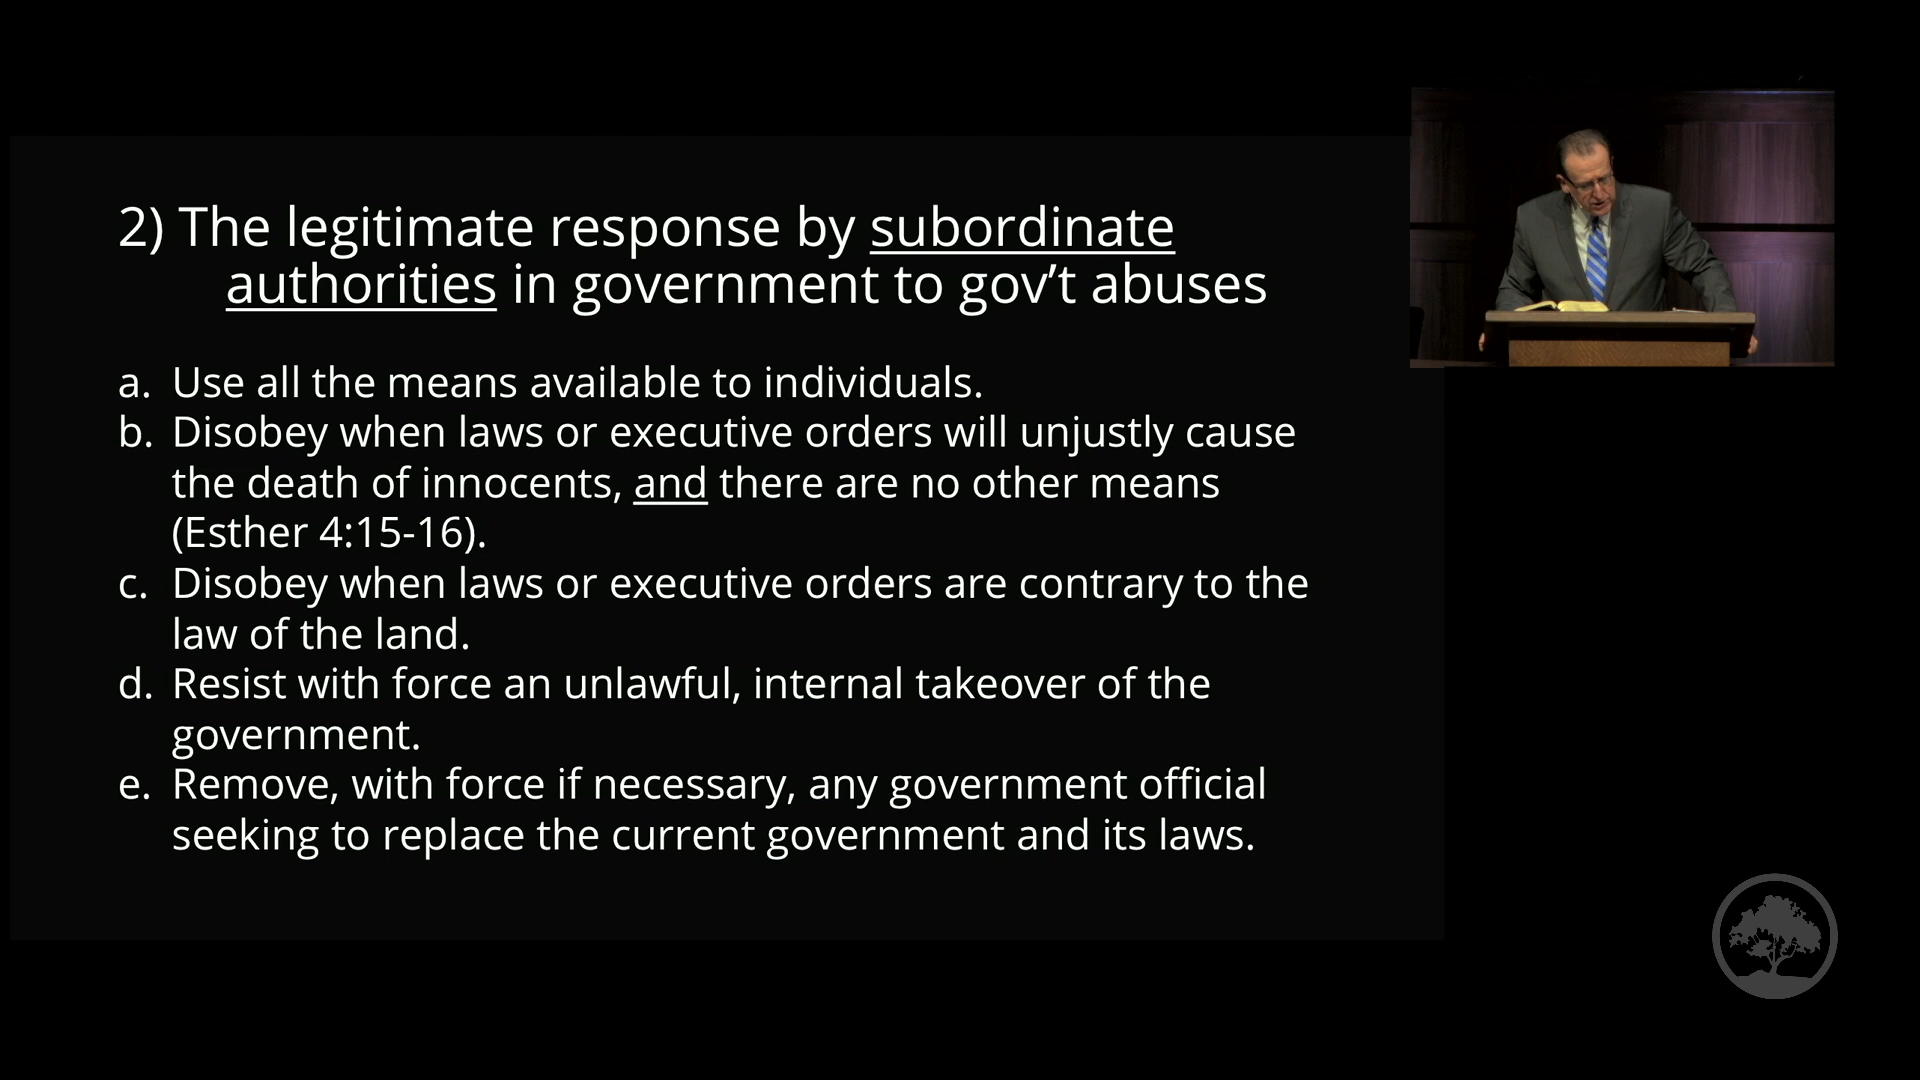 2) The legitimate response by subordinate
authorities in government to gov’t abuses
a. Use all the means available to individuals.
b. Disobey when laws or executive orders will unjustly cause
the death of innocents, and there are no other means
(Esther 4:15-16).
c. Disobey when laws or executive orders are contrary to the
law of the land.
d. Resist with force an unlawful, internal takeover of the
government.
e. Remove, with force if necessary, any government official
seeking to replace the current government and its laws.